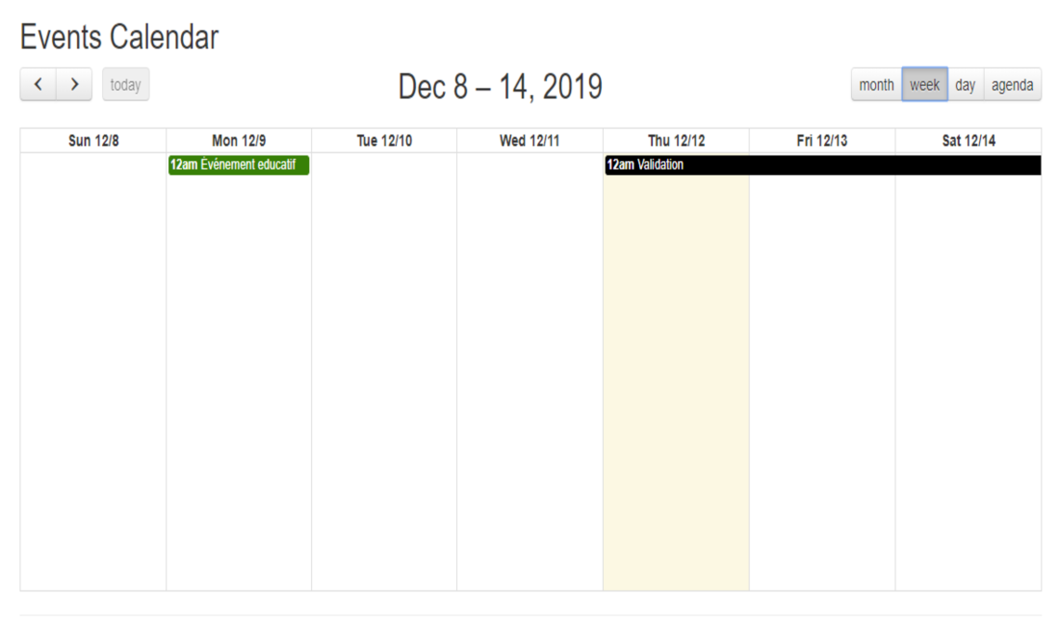 Events Calendar
today
Dec 8 – 14, 2019
month week day agenda
Sun 12/8 Mon 12/9 Tue 12/10 Wed 12/11 Thu 12/12 Fri 12/13 Sat 12/14
12am Événement educatif 12am Validation